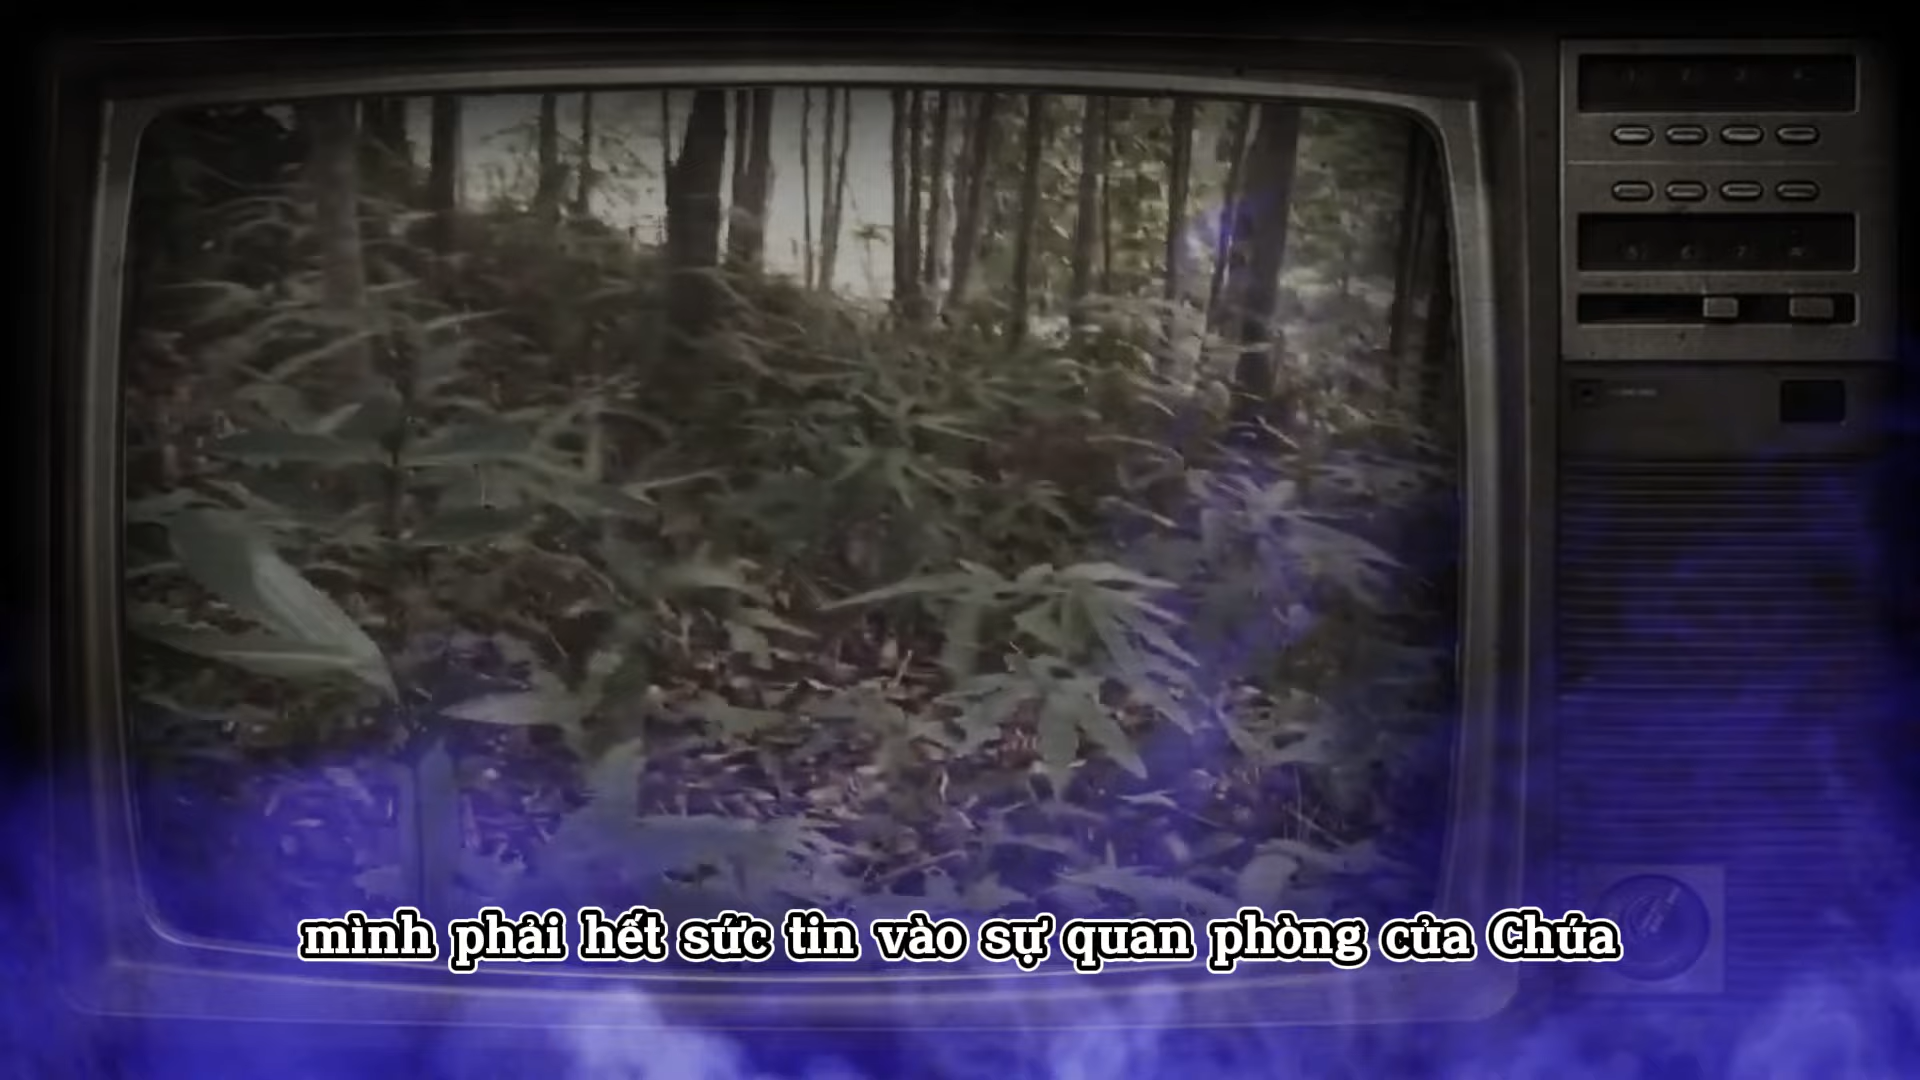 mình phải hết sức tin vào sự quan phòng của Chúa